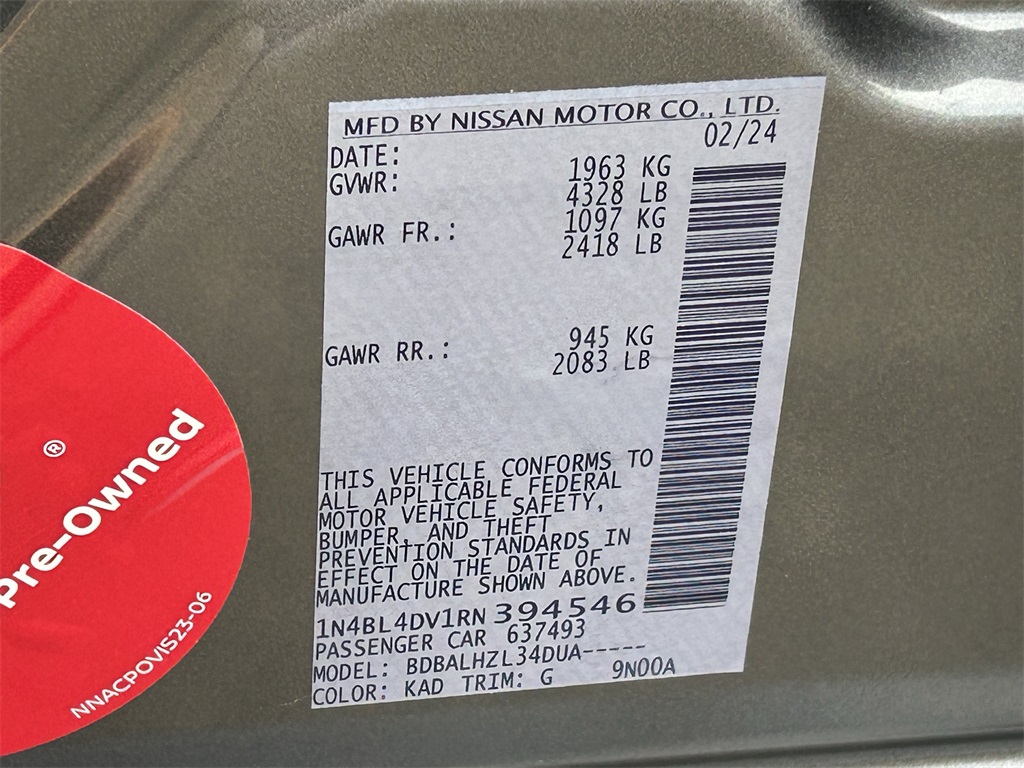 MFD BY NISSAN MOTOR CO., LTD.
DATE: 02/24
GVWR: 1963 KG
4328 LB
GAWR FR.: 1097 KG
2418 LB
GAWR RR.: 945 KG
2083 LB
THIS VEHICLE CONFORMS TO
ALL APPLICABLE FEDERAL
MOTOR VEHICLE SAFETY,
BUMPER, AND THEFT
PREVENTION STANDARDS IN
EFFECT ON THE DATE OF
MANUFACTURE SHOWN ABOVE.
1N4BL4DV1RN394546
PASSENGER CAR 637493
MODEL: BDBALHZL34DUA-----
COLOR: KAD TRIM: G 9N00A
®
Pre-Owned
NNACPOVIS23-06